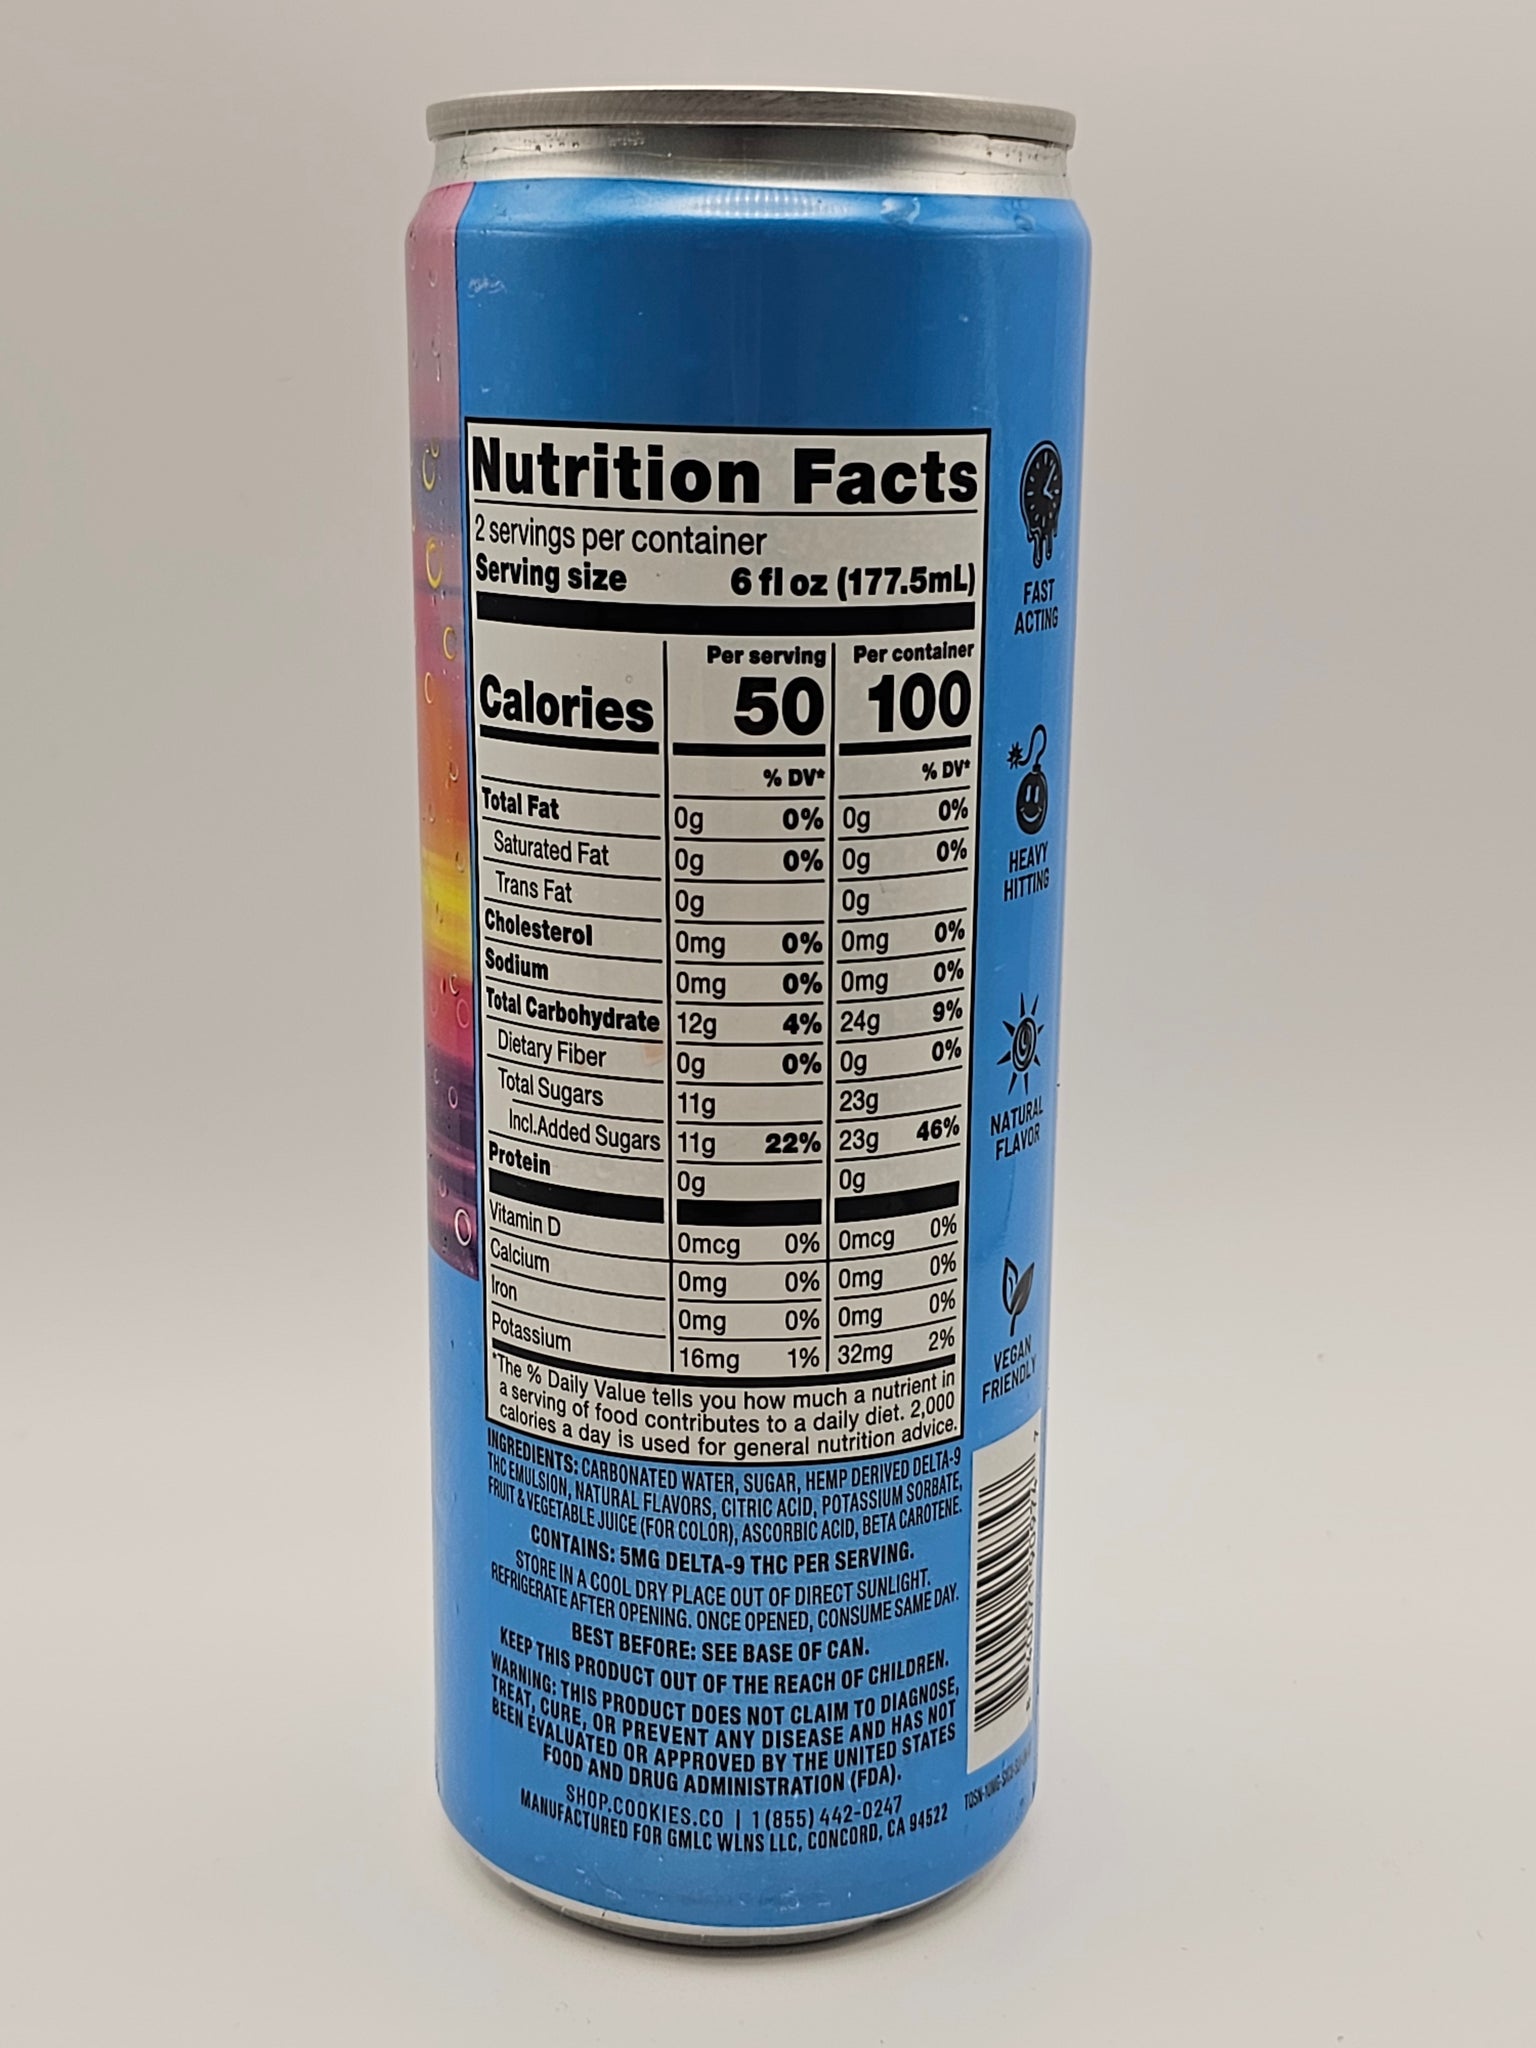 Nutrition Facts
2 servings per container
Serving size 6 fl oz (177.5mL)
Per serving Per container
Calories 50 100
% DV* % DV*
Total Fat 0g 0% 0g 0%
Saturated Fat 0g 0% 0g 0%
Trans Fat 0g 0g
Cholesterol 0mg 0% 0mg 0%
Sodium 0mg 0% 0mg 0%
Total Carbohydrate 12g 4% 24g 9%
Dietary Fiber 0g 0% 0g 0%
Total Sugars 11g 23g
Incl.Added Sugars 11g 22% 23g 46%
Protein 0g 0g
Vitamin D 0mcg 0% 0mcg 0%
Calcium 0mg 0% 0mg 0%
Iron 0mg 0% 0mg 0%
Potassium 16mg 1% 32mg 2%
*The % Daily Value tells you how much a nutrient in
a serving of food contributes to a daily diet. 2,000
calories a day is used for general nutrition advice.
INGREDIENTS: CARBONATED WATER, SUGAR, HEMP DERIVED DELTA-9
THC EMULSION, NATURAL FLAVORS, CITRIC ACID, POTASSIUM SORBATE,
FRUIT & VEGETABLE JUICE (FOR COLOR), ASCORBIC ACID, BETA CAROTENE.
CONTAINS: 5MG DELTA-9 THC PER SERVING.
STORE IN A COOL DRY PLACE OUT OF DIRECT SUNLIGHT.
REFRIGERATE AFTER OPENING. ONCE OPENED, CONSUME SAME DAY.
BEST BEFORE: SEE BASE OF CAN.
KEEP THIS PRODUCT OUT OF THE REACH OF CHILDREN.
WARNING: THIS PRODUCT DOES NOT CLAIM TO DIAGNOSE,
TREAT, CURE, OR PREVENT ANY DISEASE AND HAS NOT
BEEN EVALUATED OR APPROVED BY THE UNITED STATES
FOOD AND DRUG ADMINISTRATION (FDA).
SHOP.COOKIES.CO | 1 (855) 442-0247
MANUFACTURED FOR GMLC WLNS LLC, CONCORD, CA 94522
FAST
ACTING
HEAVY
HITTING
NATURAL
FLAVOR
VEGAN
FRIENDLY